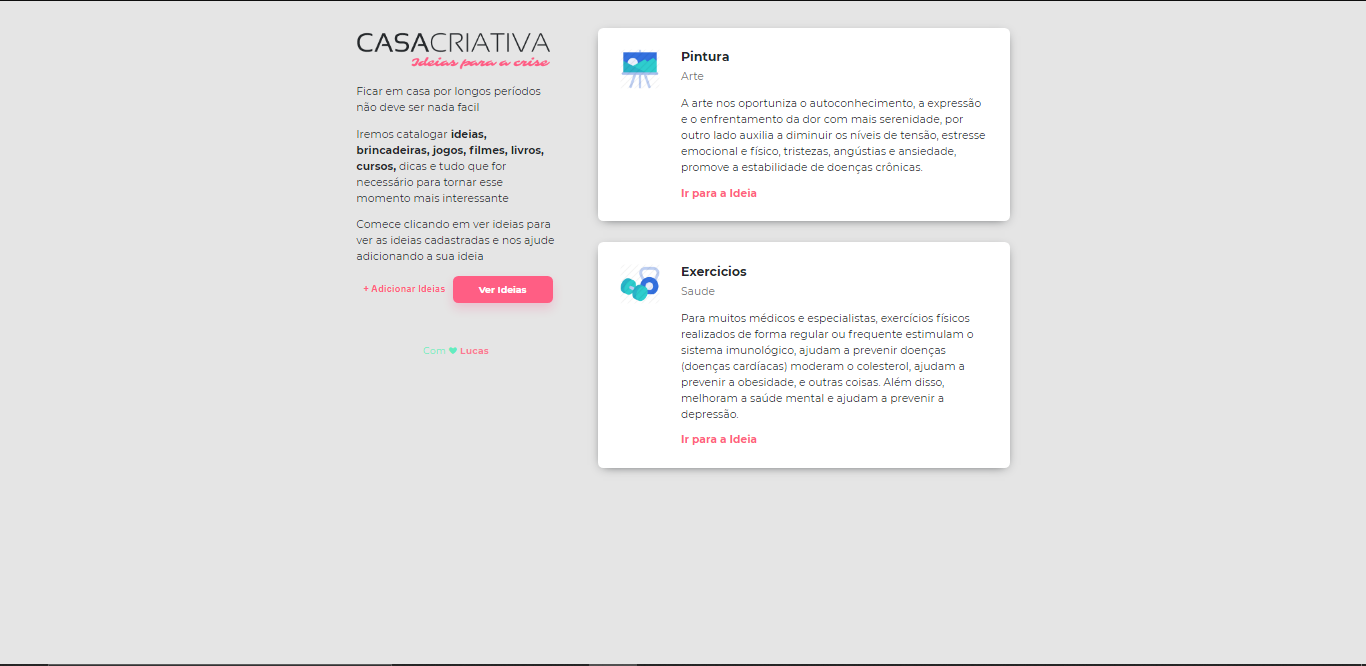 CASACRIATIVA
Ideias para a crise
Ficar em casa por longos períodos
não deve ser nada facil
Iremos catalogar ideias,
brincadeiras, jogos, filmes, livros,
cursos, dicas e tudo que for
necessário para tornar esse
momento mais interessante
Comece clicando em ver ideias para
ver as ideias cadastradas e nos ajude
adicionando a sua ideia
+ Adicionar Ideias
Ver Ideias
Com Lucas
Pintura
Arte
A arte nos oportuniza o autoconhecimento, a expressão
e o enfrentamento da dor com mais serenidade, por
outro lado auxilia a diminuir os níveis de tensão, estresse
emocional e físico, tristezas, angústias e ansiedade,
promove a estabilidade de doenças crônicas.
Ir para a Ideia
Exercicios
Saude
Para muitos médicos e especialistas, exercícios físicos
realizados de forma regular ou frequente estimulam o
sistema imunológico, ajudam a prevenir doenças
(doenças cardíacas) moderam o colesterol, ajudam a
prevenir a obesidade, e outras coisas. Além disso,
melhoram a saúde mental e ajudam a prevenir a
depressão.
Ir para a Ideia